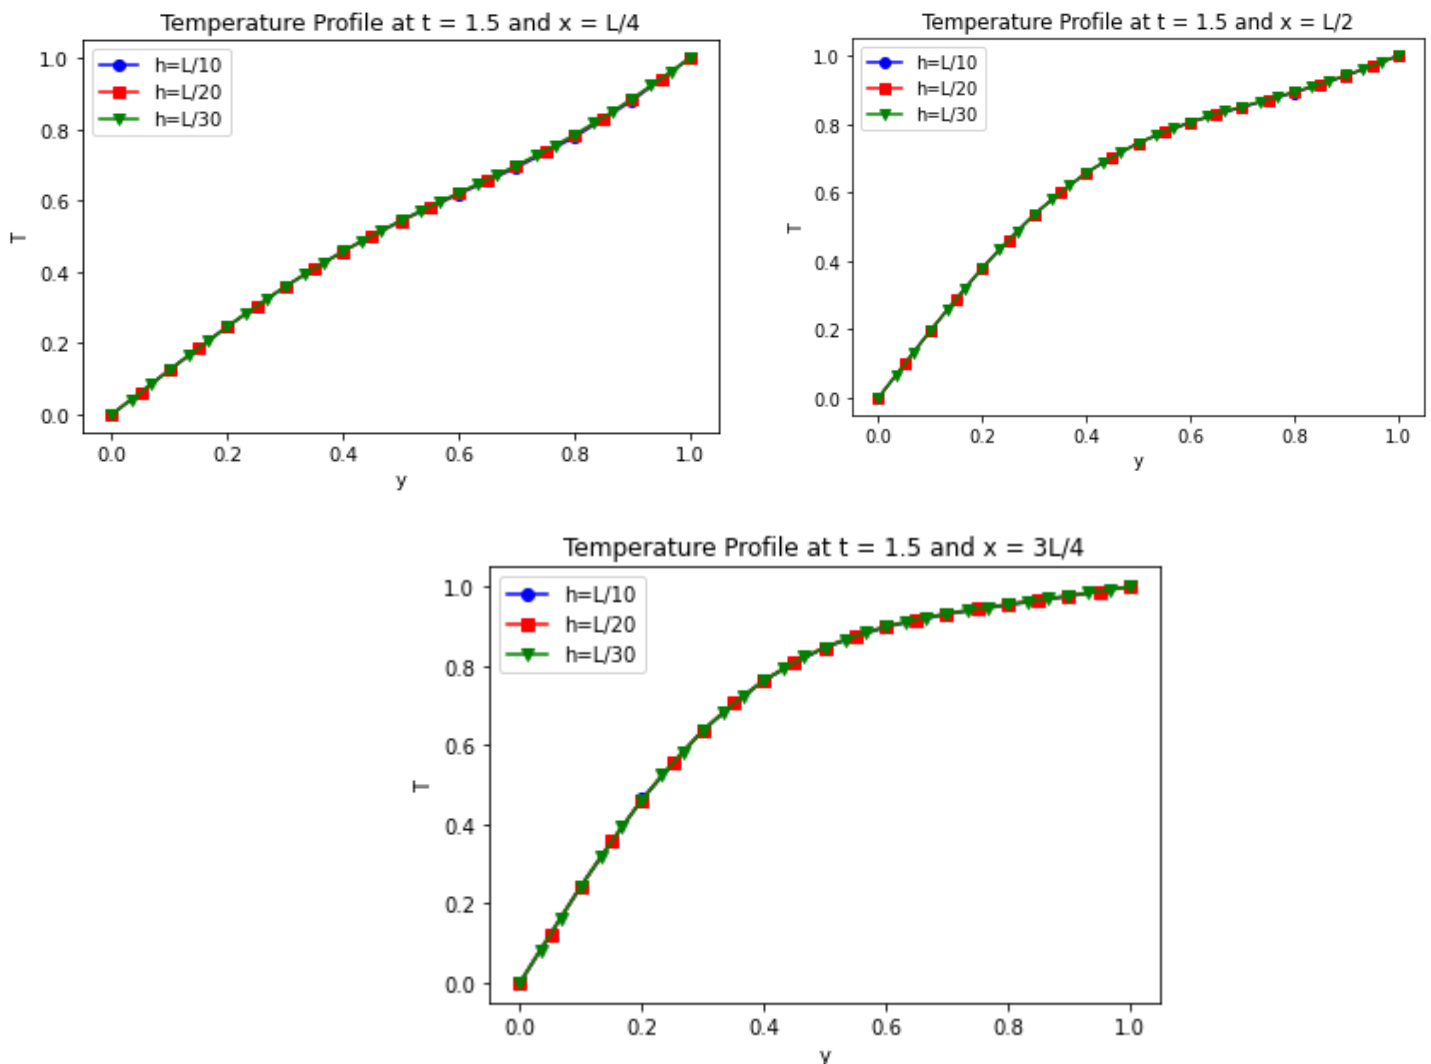 Temperature Profile at t = 1.5 and x = L/4
h=L/10
h=L/20
h=L/30
1.0
0.8
0.6
0.4
0.2
0.0
T
0.0 0.2 0.4 0.6 0.8 1.0
y
Temperature Profile at t = 1.5 and x = L/2
h=L/10
h=L/20
h=L/30
1.0
0.8
0.6
0.4
0.2
0.0
T
0.0 0.2 0.4 0.6 0.8 1.0
y
Temperature Profile at t = 1.5 and x = 3L/4
h=L/10
h=L/20
h=L/30
1.0
0.8
0.6
0.4
0.2
0.0
T
0.0 0.2 0.4 0.6 0.8 1.0
y